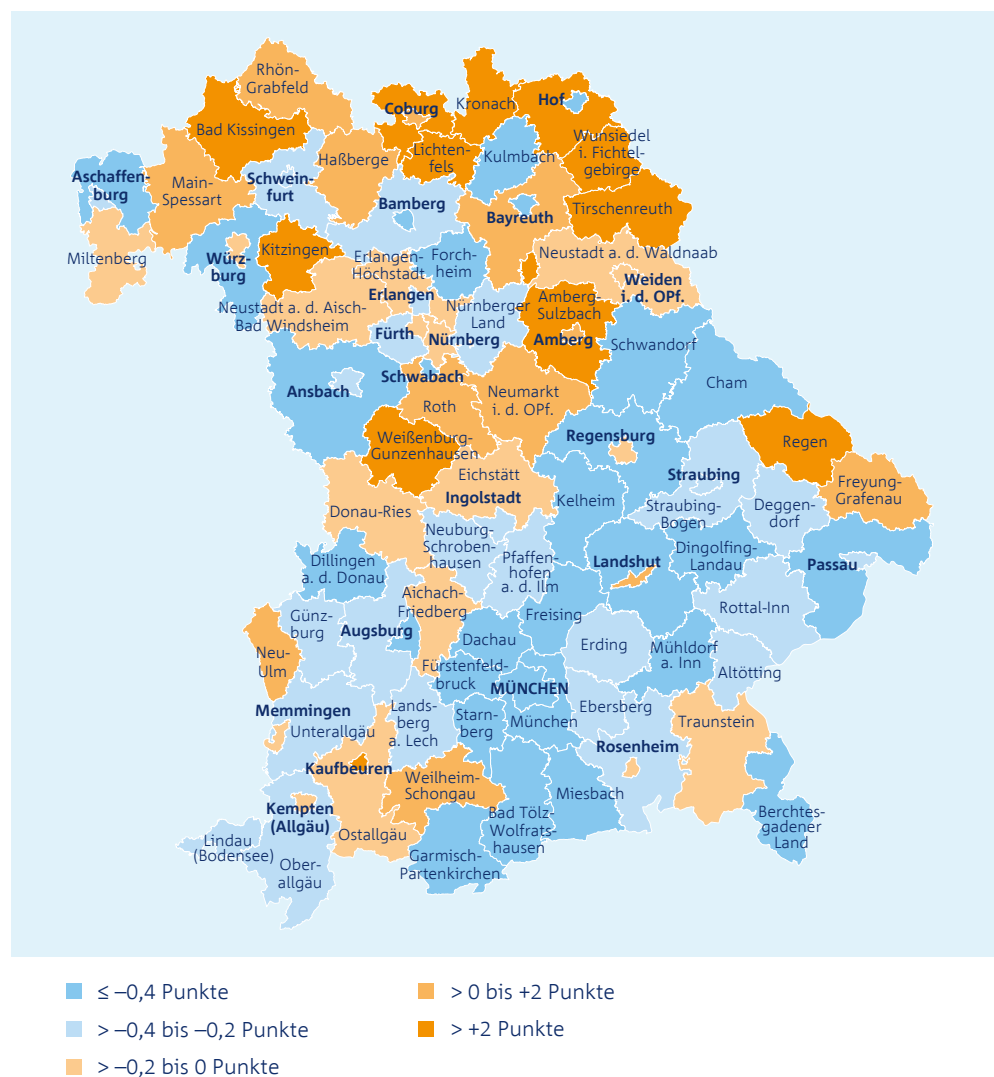 Rhön-
Grabfeld
Bad Kissingen
Coburg
Kronach
Hof
Wunsiedel
i. Fichtel-
gebirge
Lichten-
fels
Kulmbach
Haßberge
Aschaffen-
burg
Main-
Spessart
Schwein-
furt
Bamberg
Bayreuth
Tirschenreuth
Miltenberg
Würz-
burg
Kitzingen
Erlangen-
Höchstadt
Forch-
heim
Neustadt a. d. Waldnaab
Weiden
i. d. OPf.
Erlangen
Neustadt a. d. Aisch-
Bad Windsheim
Nürnberger
Land
Amberg-
Sulzbach
Fürth
Nürnberg
Amberg
Schwandorf
Ansbach
Schwabach
Roth
Neumarkt
i. d. OPf.
Cham
Weißenburg-
Gunzenhausen
Regensburg
Regen
Eichstätt
Ingolstadt
Kelheim
Straubing
Freyung-
Grafenau
Donau-Ries
Straubing-
Bogen
Deggen-
dorf
Neuburg-
Schroben-
hausen
Pfaffen-
hofen
a. d. Ilm
Dillingen
a. d. Donau
Landshut
Dingolfing-
Landau
Passau
Aichach-
Friedberg
Günz-
burg
Augsburg
Freising
Rottal-Inn
Dachau
Erding
Mühldorf
a. Inn
Neu-
Ulm
Fürstenfeld-
bruck
MÜNCHEN
Altötting
Memmingen
Unterallgäu
Lands-
berg
a. Lech
Starn-
berg
München
Ebersberg
Traunstein
Rosenheim
Kaufbeuren
Weilheim-
Schongau
Miesbach
Kempten
(Allgäu)
Bad Tölz-
Wolfrats-
hausen
Berchtes-
gadener
Land
Lindau
(Bodensee)
Ostallgäu
Ober-
allgäu
Garmisch-
Partenkirchen
≤ –0,4 Punkte
> –0,4 bis –0,2 Punkte
> –0,2 bis 0 Punkte
> 0 bis +2 Punkte
> +2 Punkte